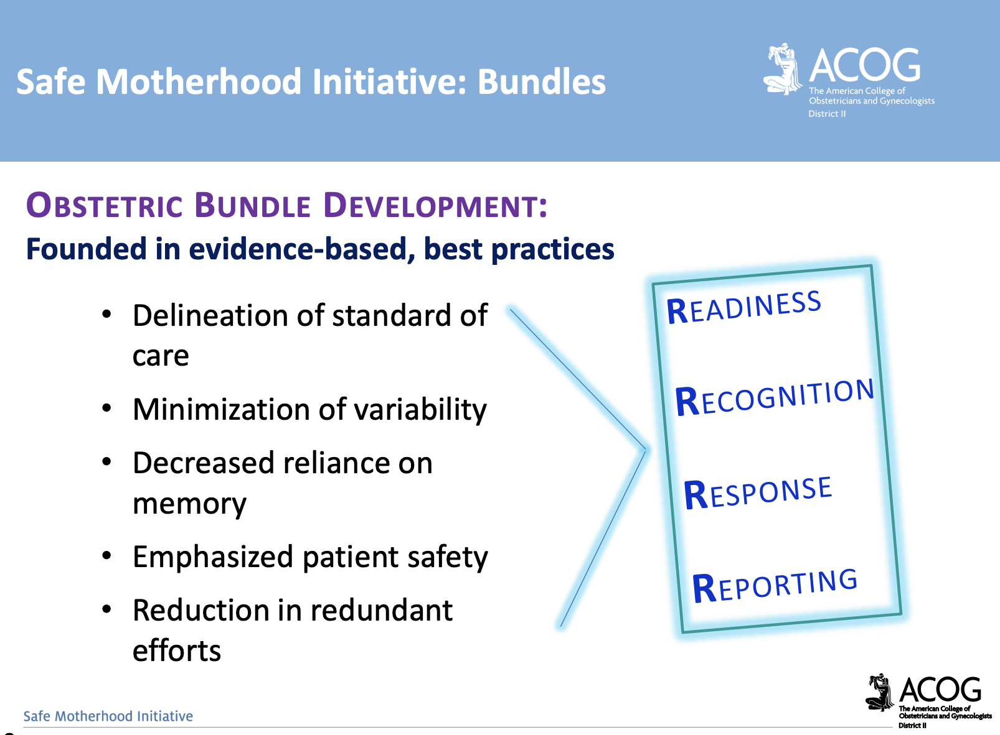 Safe Motherhood Initiative: Bundles
ACOG
The American College of
Obstetricians and Gynecologists
District II
OBSTETRIC BUNDLE DEVELOPMENT:
Founded in evidence-based, best practices
• Delineation of standard of
care
• Minimization of variability
• Decreased reliance on
memory
• Emphasized patient safety
• Reduction in redundant
efforts
READINESS
RECOGNITION
RESPONSE
REPORTING
Safe Motherhood Initiative
ACOG
The American College of
Obstetricians and Gynecologists
District II